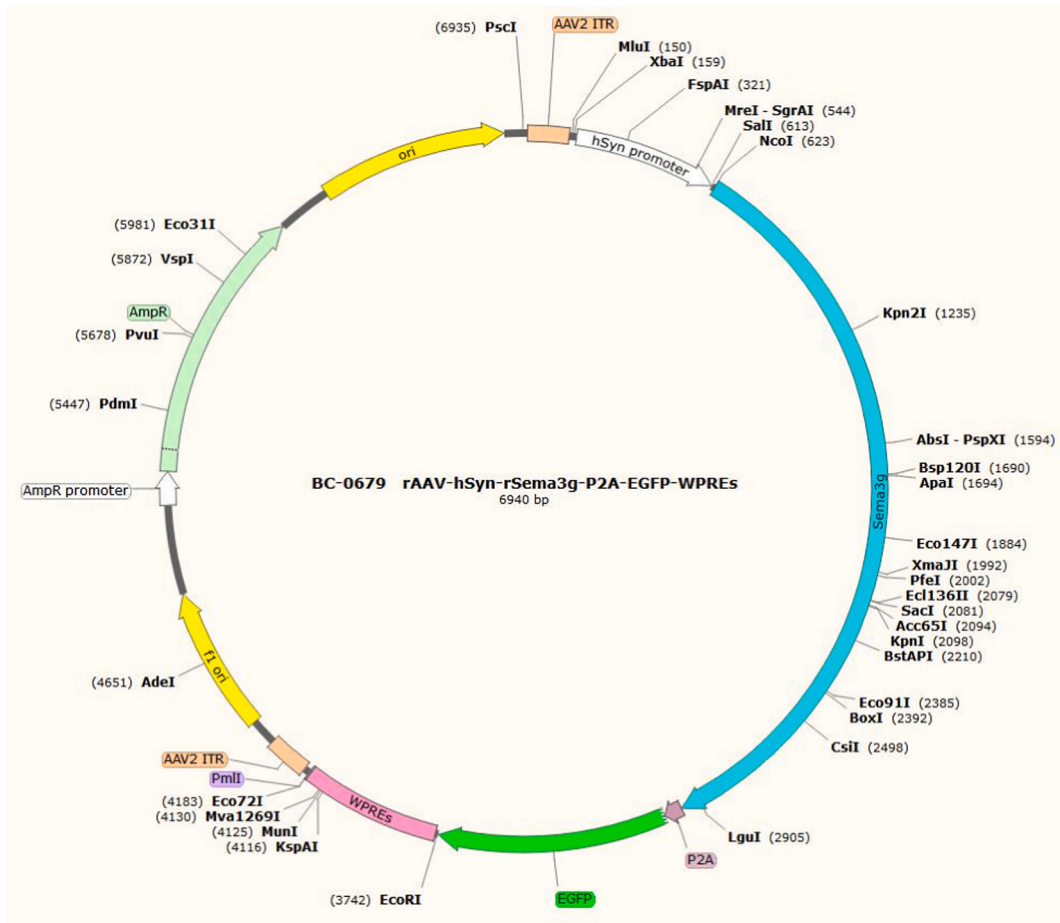 (6935) PscI
AAV2 ITR
MluI (150)
XbaI (159)
FspAI (321)
MreI - SgrAI (544)
SalI (613)
NcoI (623)
hSyn promoter
ori
(5981) Eco31I
(5872) VspI
AmpR
(5678) PvuI
(5447) PdmI
AmpR promoter
Kpn2I (1235)
AbsI - PspXI (1594)
Bsp120I (1690)
ApaI (1694)
Sema3g
BC-0679 rAAV-hSyn-rSema3g-P2A-EGFP-WPREs
6940 bp
Eco147I (1884)
XmaJI (1992)
PfeI (2002)
Ecl136II (2079)
SacI (2081)
Acc65I (2094)
KpnI (2098)
BstAPI (2210)
Eco91I (2385)
BoxI (2392)
CsiI (2498)
f1 ori
(4651) AdeI
AAV2 ITR
PmlI
(4183) Eco72I
(4130) Mva1269I
(4125) MunI
(4116) KspAI
WPREs
LguI (2905)
P2A
(3742) EcoRI
EGFP